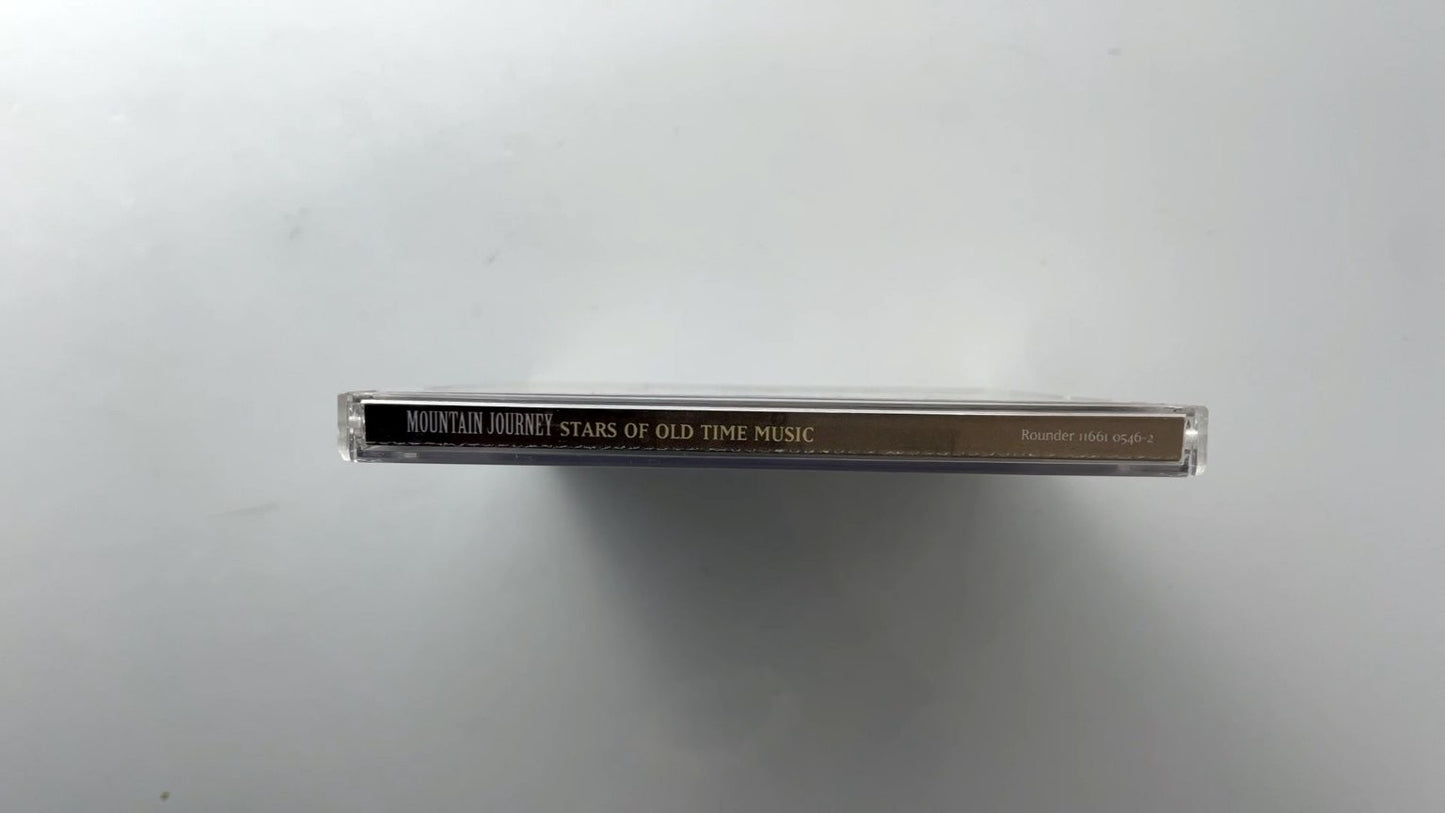 MOUNTAIN JOURNEY STARS OF OLD TIME MUSIC Rounder 11661 0546-2